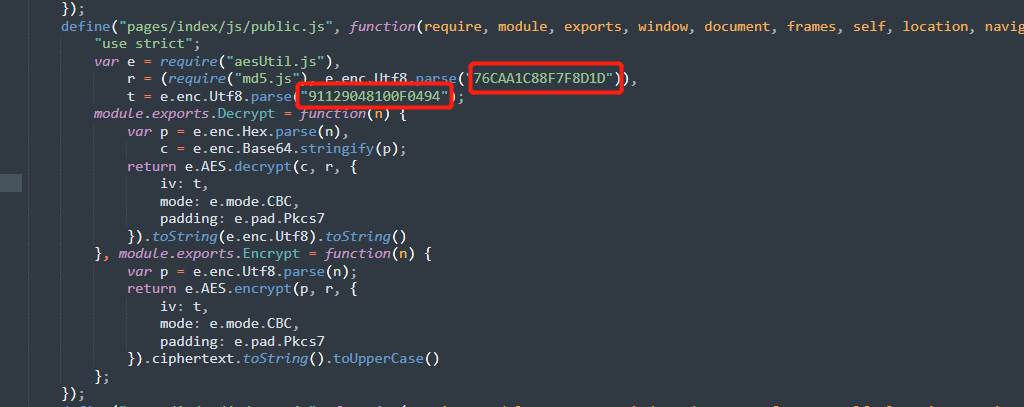 });
define("pages/index/js/public.js", function(require, module, exports, window, document, frames, self, location, navig
"use strict";
var e = require("aesUtil.js"),
r = (require("md5.js"), e.enc.Utf8.parse("76CAA1C88F7F8D1D")),
t = e.enc.Utf8.parse("91129048100F0494");
module.exports.Decrypt = function(n) {
var p = e.enc.Hex.parse(n),
c = e.enc.Base64.stringify(p);
return e.AES.decrypt(c, r, {
iv: t,
mode: e.mode.CBC,
padding: e.pad.Pkcs7
}).toString(e.enc.Utf8).toString()
}, module.exports.Encrypt = function(n) {
var p = e.enc.Utf8.parse(n);
return e.AES.encrypt(p, r, {
iv: t,
mode: e.mode.CBC,
padding: e.pad.Pkcs7
}).ciphertext.toString().toUpperCase()
};
});